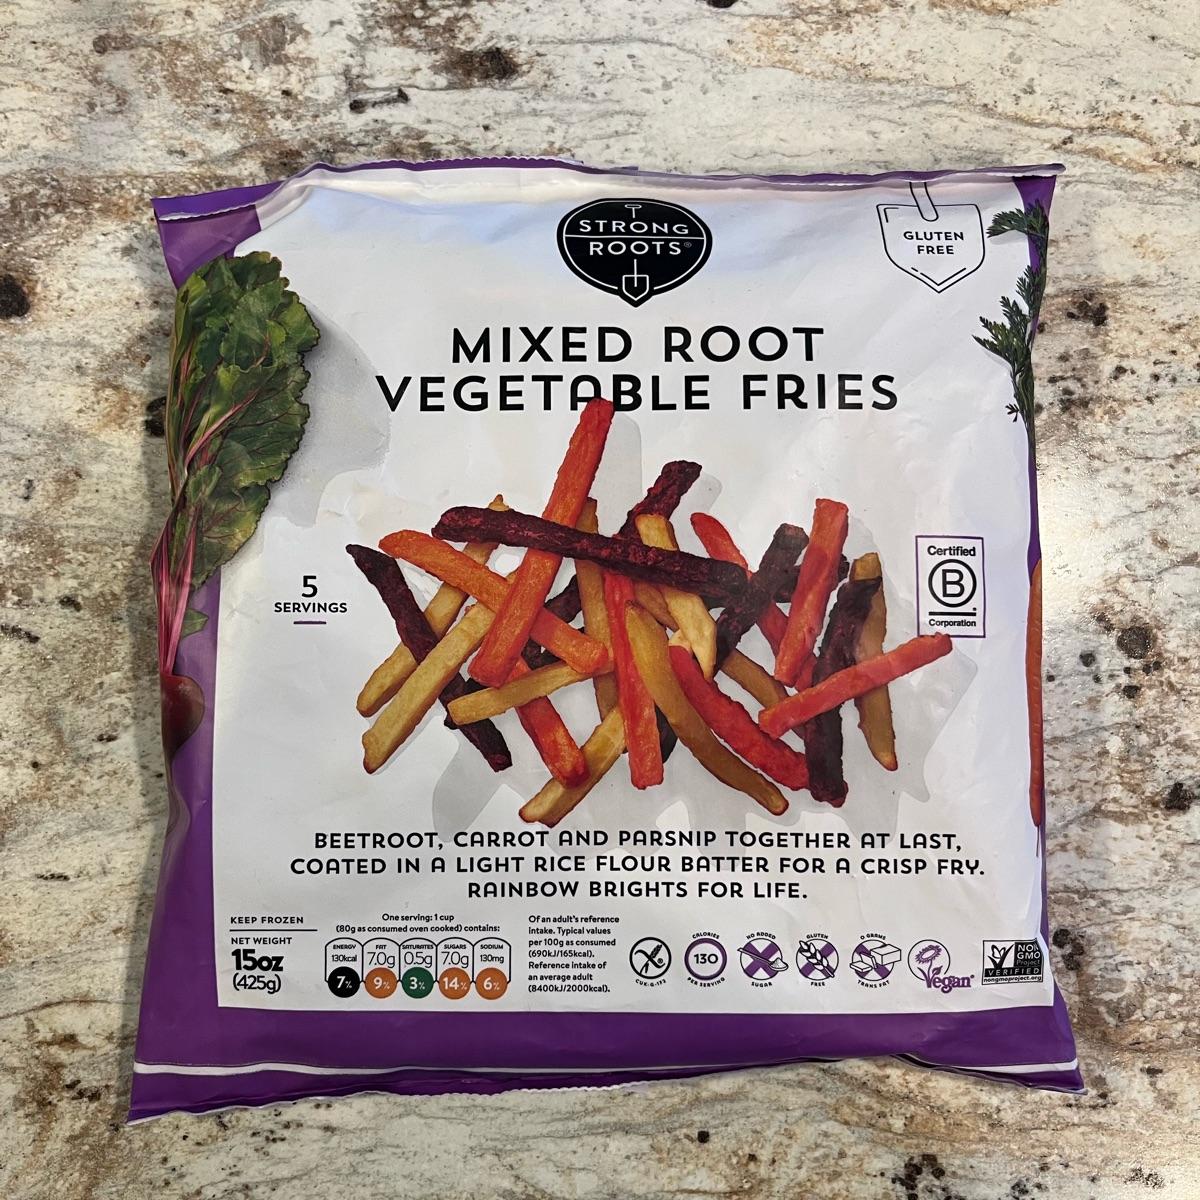 STRONG
ROOTS®
GLUTEN
FREE
MIXED ROOT
VEGETABLE FRIES
5
SERVINGS
Certified
B
Corporation
BEETROOT, CARROT AND PARSNIP TOGETHER AT LAST,
COATED IN A LIGHT RICE FLOUR BATTER FOR A CRISP FRY.
RAINBOW BRIGHTS FOR LIFE.
KEEP FROZEN
NET WEIGHT
15oz
(425g)
One serving: 1 cup
(80g as consumed oven cooked) contains:
ENERGY
130kcal
7%
FAT
7.0g
9%
SATURATES
0.5g
3%
SUGARS
7.0g
14%
SODIUM
130mg
6%
Of an adult's reference
intake. Typical values
per 100g as consumed
(690kJ/165kcal).
Reference intake of
an average adult
(8400kJ/2000kcal).
CALORIES
130
PER SERVING
NO ADDED
SUGAR
GLUTEN
FREE
0 GRAMS
TRANS FAT
Vegan
NON
GMO
Project
VERIFIED
nongmoproject.org